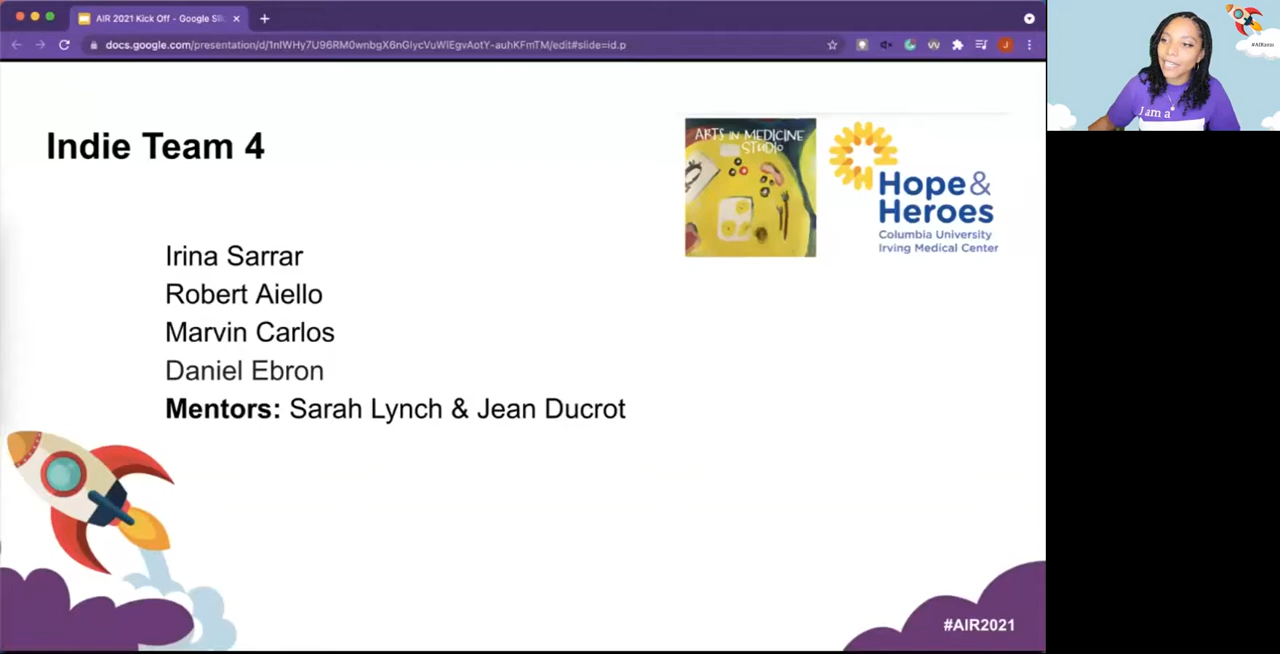 AIR 2021 Kick Off - Google Sli
docs.google.com/presentation/d/1nIWHy7U96RM0wnbgX6nGlycVuWlEgvAotY-auhKFmTM/edit#slide=id.p
J
#AIRaves
I am a
Indie Team 4
ARTS IN MEDICINE
STUDIO
Hope &
Heroes
Columbia University
Irving Medical Center
Irina Sarrar
Robert Aiello
Marvin Carlos
Daniel Ebron
Mentors: Sarah Lynch & Jean Ducrot
#AIR2021